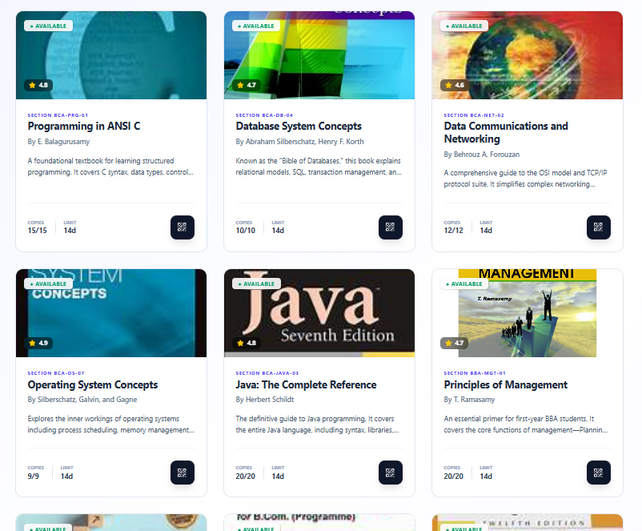 Concepts
AVAILABLE
4.8
SECTION BCA-PRG-01
Programming in ANSI C
By E. Balagurusamy
A foundational textbook for learning structured
programming. It covers C syntax, data types, control...
COPIES LIMIT
15/15 14d
AVAILABLE
4.7
SECTION BCA-DB-04
Database System Concepts
By Abraham Silberschatz, Henry F. Korth
Known as the "Bible of Databases," this book explains
relational models, SQL, transaction management, an...
COPIES LIMIT
10/10 14d
AVAILABLE
4.6
SECTION BCA-NET-02
Data Communications and
Networking
By Behrouz A. Forouzan
A comprehensive guide to the OSI model and TCP/IP
protocol suite. It simplifies complex networking...
COPIES LIMIT
12/12 14d
SYSTEM
CONCEPTS
AVAILABLE
4.9
SECTION BCA-OS-07
Operating System Concepts
By Silberschatz, Galvin, and Gagne
Explores the inner workings of operating systems
including process scheduling, memory management...
COPIES LIMIT
9/9 14d
AVAILABLE
Java
Seventh Edition
4.8
SECTION BCA-JAVA-03
Java: The Complete Reference
By Herbert Schildt
The definitive guide to Java programming. It covers
the entire Java language, including syntax, libraries...
COPIES LIMIT
20/20 14d
MANAGEMENT
AVAILABLE
T. Ramasamy
4.7
SECTION BBA-MGT-01
Principles of Management
By T. Ramasamy
An essential primer for first-year BBA students. It
covers the core functions of management—Plannin...
COPIES LIMIT
20/20 14d
AVAILABLE
for B.Com. (Programme)
AVAILABLE
TWELFTH EDITION
AVAILABLE